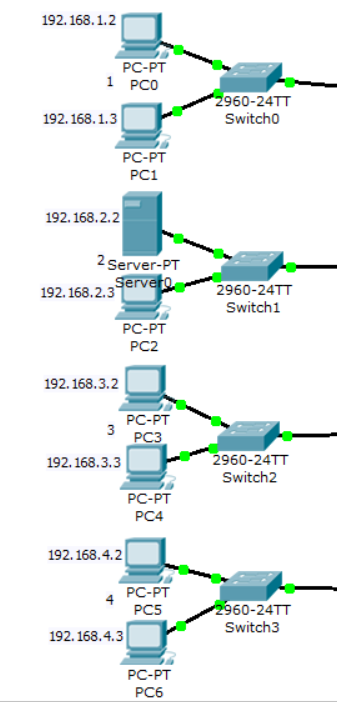 192.168.1.2
PC-PT
PC0
1
2960-24TT
Switch0
192.168.1.3
PC-PT
PC1
192.168.2.2
2
Server-PT
Server0
2960-24TT
Switch1
192.168.2.3
PC-PT
PC2
192.168.3.2
PC-PT
PC3
3
2960-24TT
Switch2
192.168.3.3
PC-PT
PC4
192.168.4.2
PC-PT
PC5
4
2960-24TT
Switch3
192.168.4.3
PC-PT
PC6